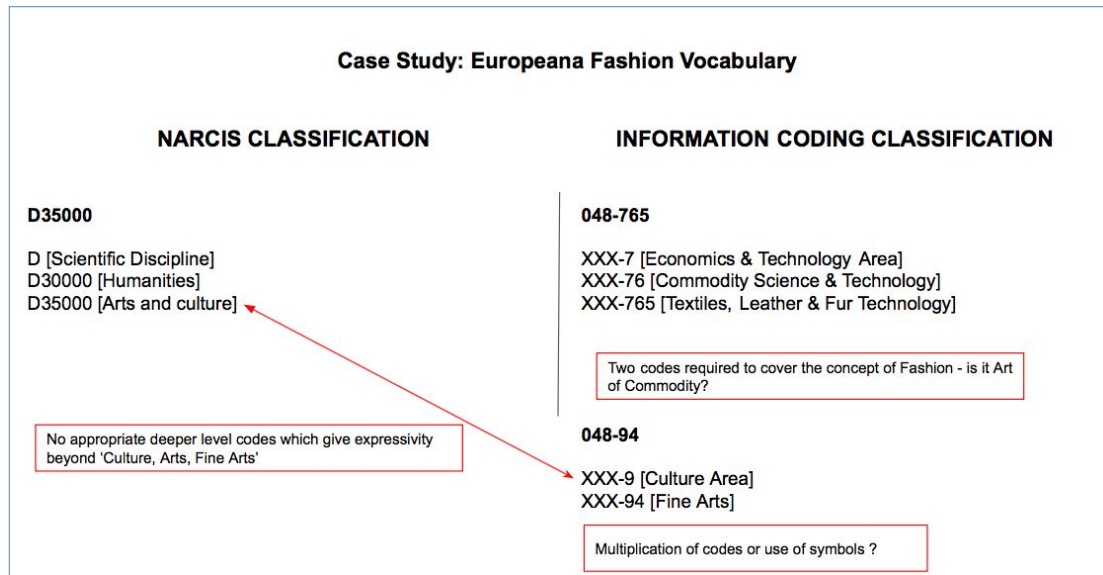 Case Study: Europeana Fashion Vocabulary
NARCIS CLASSIFICATION
D35000
D [Scientific Discipline]
D30000 [Humanities]
D35000 [Arts and culture]
No appropriate deeper level codes which give expressivity
beyond ‘Culture, Arts, Fine Arts’
INFORMATION CODING CLASSIFICATION
048-765
XXX-7 [Economics & Technology Area]
XXX-76 [Commodity Science & Technology]
XXX-765 [Textiles, Leather & Fur Technology]
Two codes required to cover the concept of Fashion - is it Art
of Commodity?
048-94
XXX-9 [Culture Area]
XXX-94 [Fine Arts]
Multiplication of codes or use of symbols ?